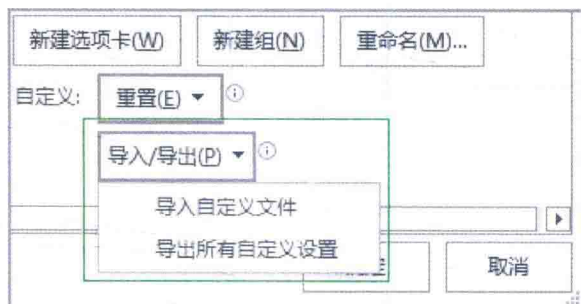 新建选项卡(W) 新建组(N) 重命名(M)...
自定义: 重置(E)
导入/导出(P)
导入自定义文件
导出所有自定义设置
取消